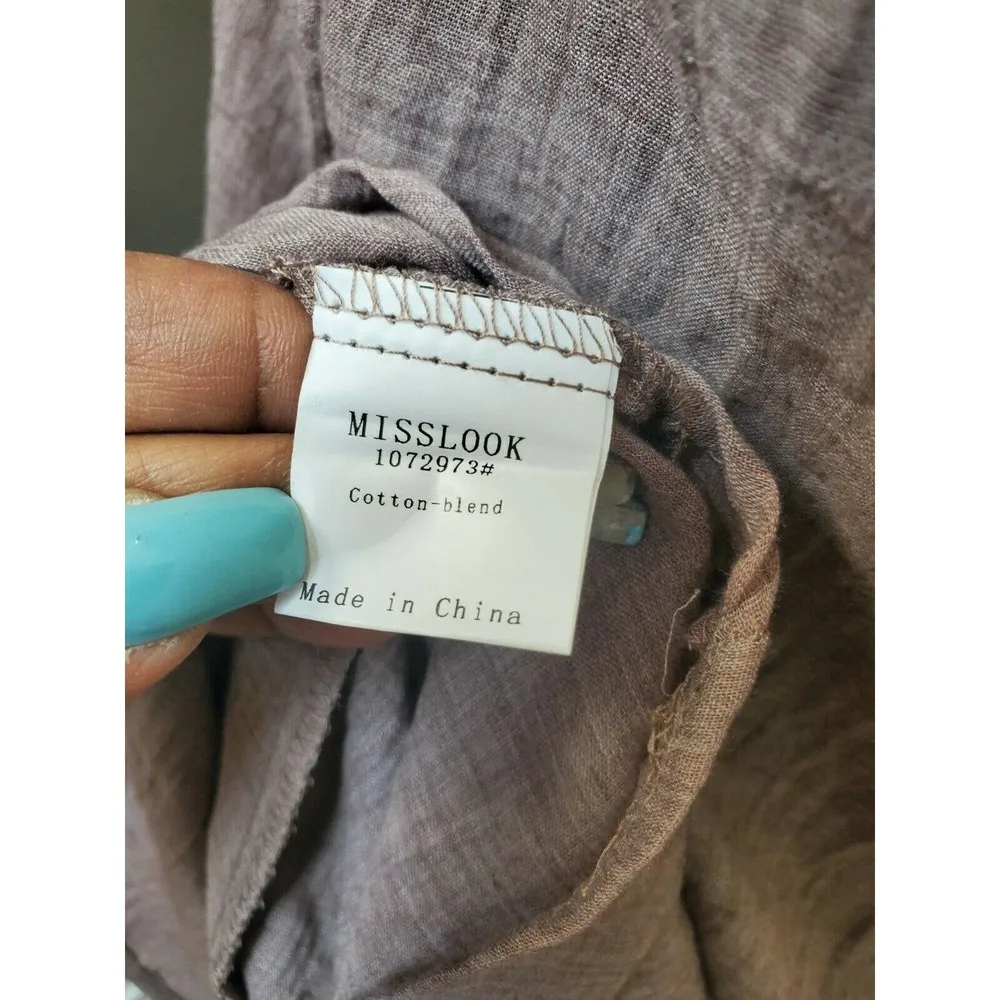 MISSLOOK
1072973#
Cotton-blend
Made in China